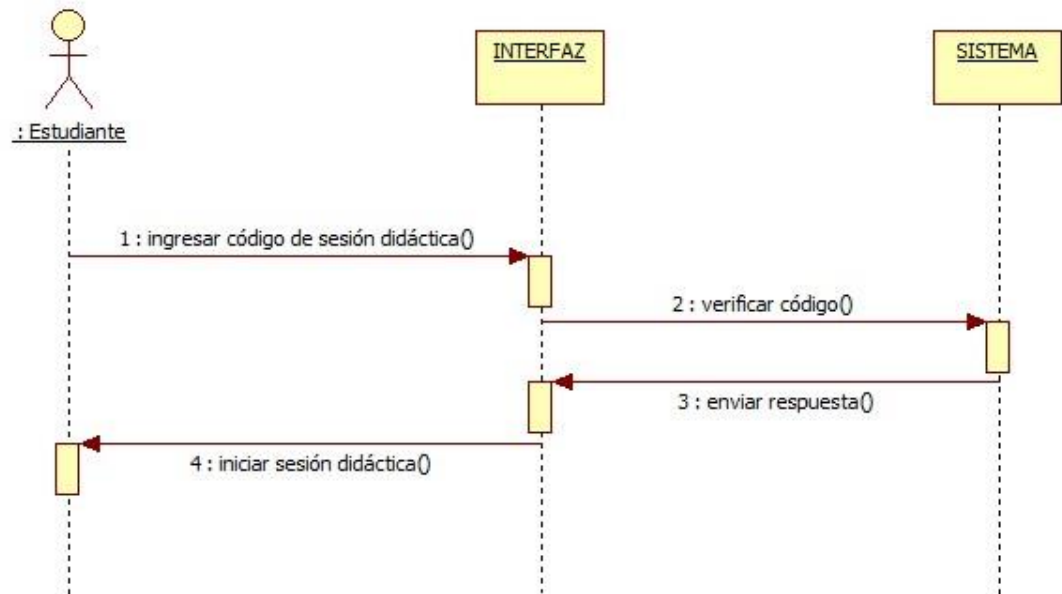 INTERFAZ
SISTEMA
: Estudiante
1 : ingresar código de sesión didáctica()
2 : verificar código()
3 : enviar respuesta()
4 : iniciar sesión didáctica()